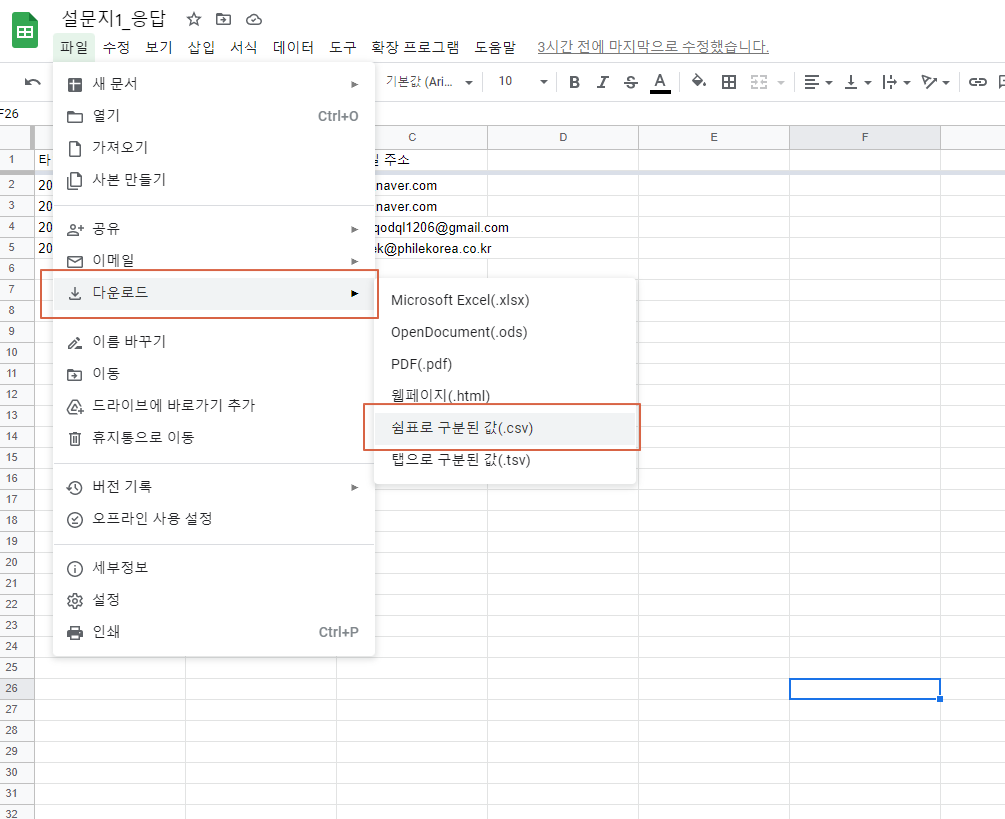 설문지1_응답
파일 수정 보기 삽입 서식 데이터 도구 확장 프로그램 도움말 3시간 전에 마지막으로 수정했습니다.
기본값 (Ari... 10 B I S A
F26
C D E F
1 타 일 주소
2 20 naver.com
3 20 naver.com
4 20 qodql1206@gmail.com
5 20 ek@philekorea.co.kr
6
7
8
9
10
11
12
13
14
15
16
17
18
19
20
21
22
23
24
25
26
27
28
29
30
31
32
새 문서
열기 Ctrl+O
가져오기
사본 만들기
공유
이메일
다운로드
이름 바꾸기
이동
드라이브에 바로가기 추가
휴지통으로 이동
버전 기록
오프라인 사용 설정
세부정보
설정
인쇄 Ctrl+P
Microsoft Excel(.xlsx)
OpenDocument(.ods)
PDF(.pdf)
웹페이지(.html)
쉼표로 구분된 값(.csv)
탭으로 구분된 값(.tsv)